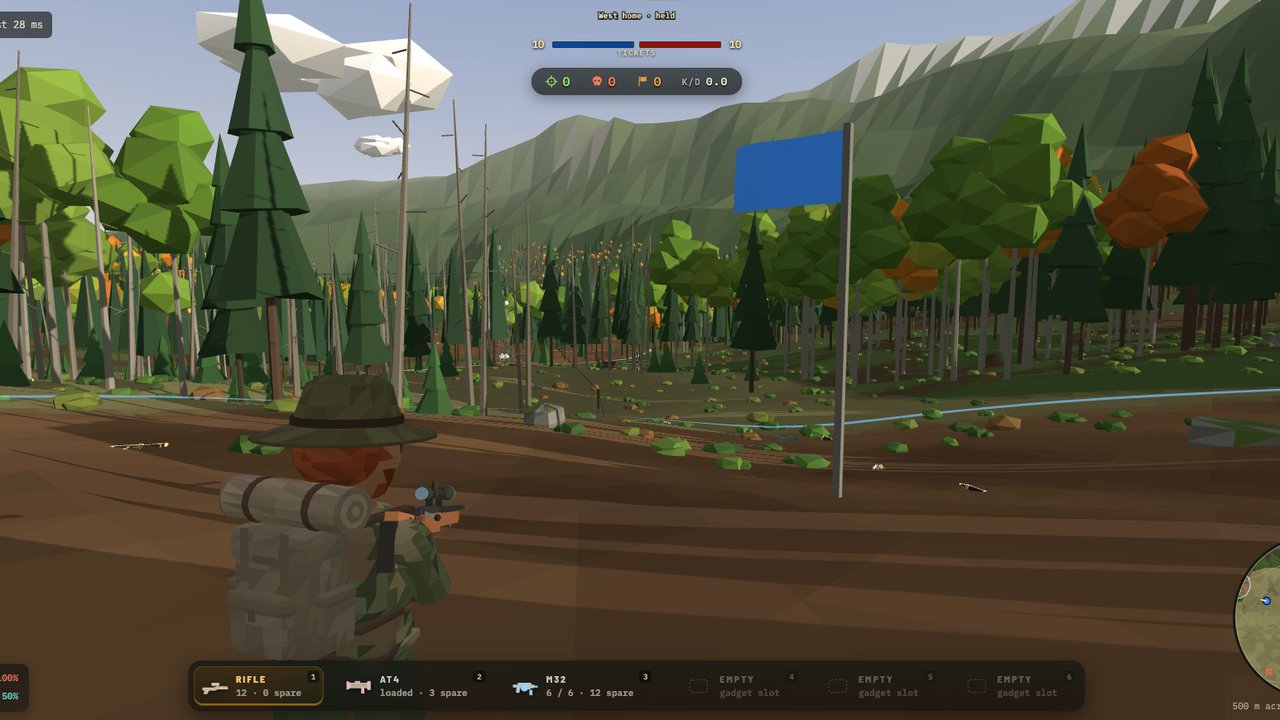 st 28 ms
West home · held
10 10
TICKETS
0 0 0 K/D 0.0
100%
50%
RIFLE 1
12 · 0 spare
AT4 2
loaded · 3 spare
M32 3
6 / 6 · 12 spare
EMPTY 4
gadget slot
EMPTY 5
gadget slot
EMPTY 6
gadget slot
500 m acr